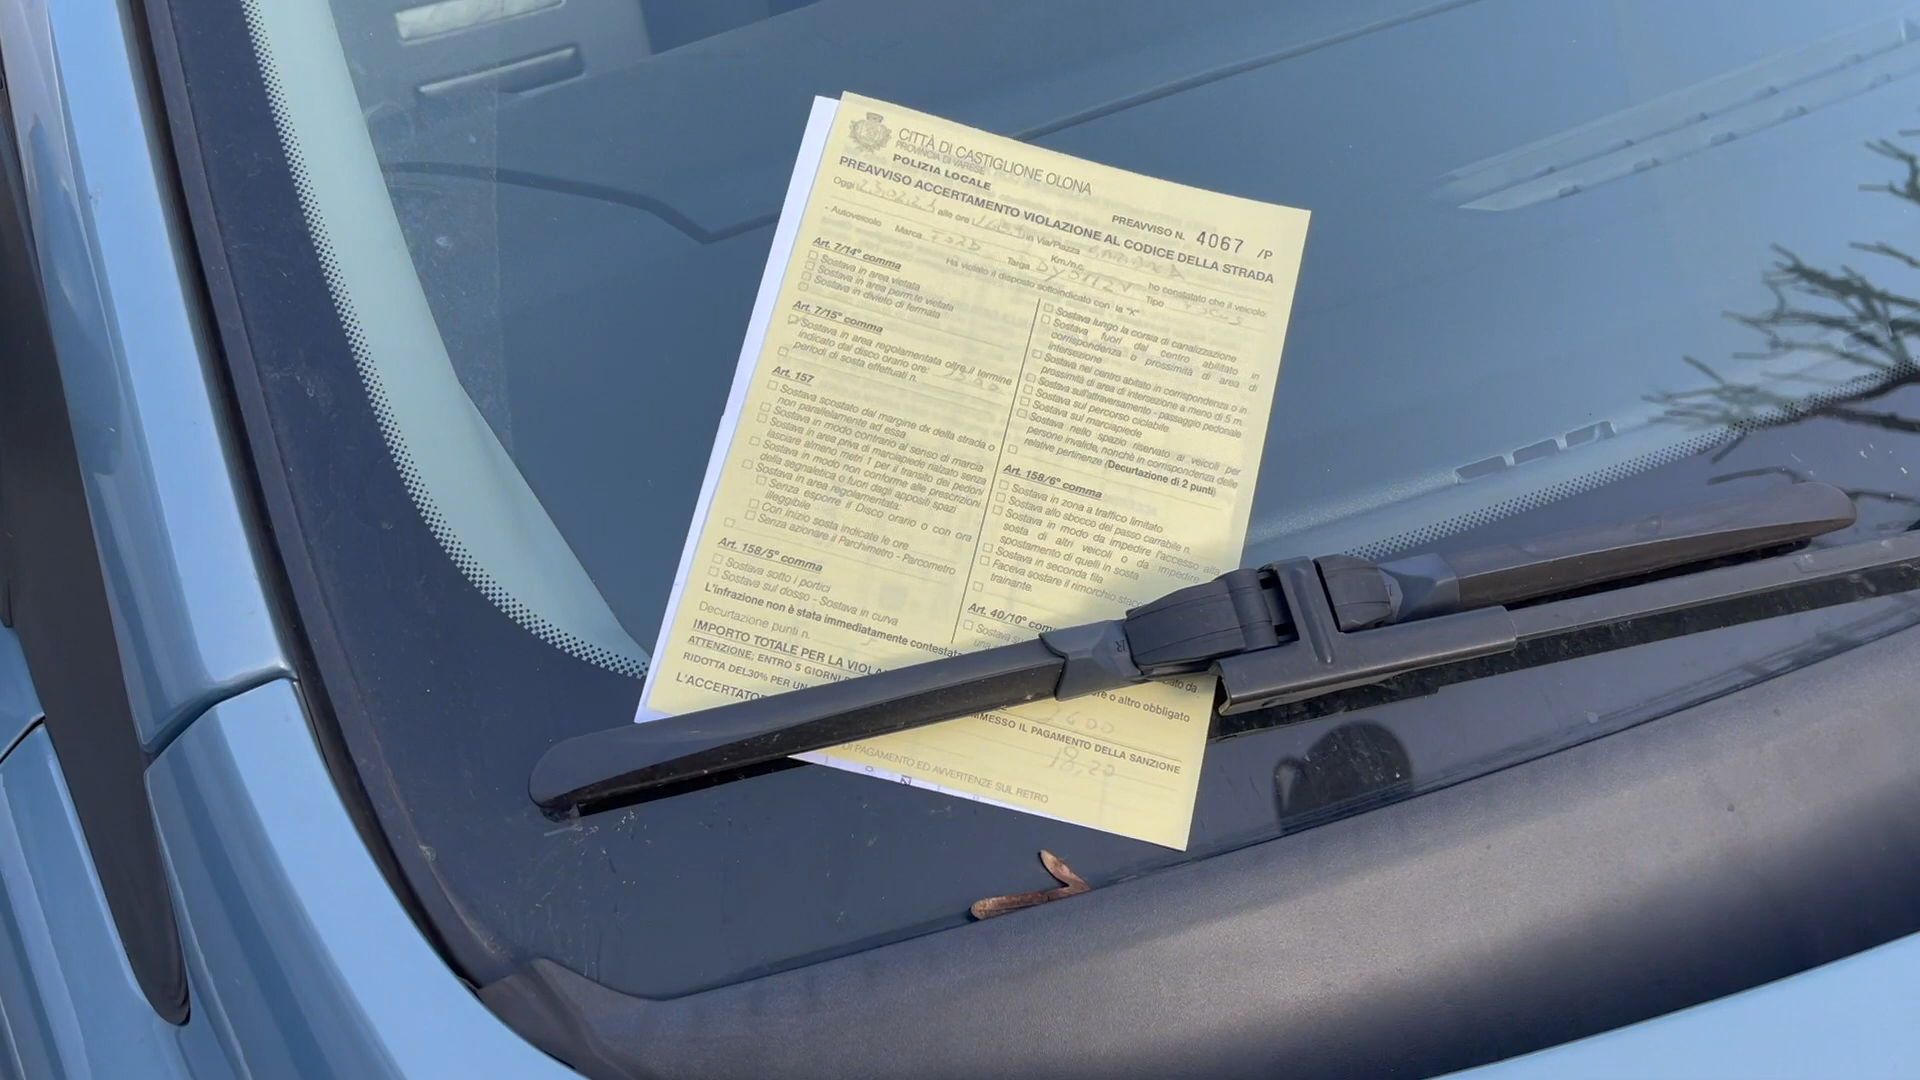 CITTÀ DI CASTIGLIONE OLONA
PROVINCIA DI VARESE
POLIZIA LOCALE
PREAVVISO N. 4067 /P
PREAVVISO ACCERTAMENTO VIOLAZIONE AL CODICE DELLA STRADA
Oggi alle ore in Via/Piazza
Km/n.c. ho constatato che il veicolo:
- Autoveicolo Marca Targa Tipo
Ha violato il disposto sottoindicato con la "X"
Art. 7/14° comma
Sostava in area vietata
Sostava in area perm.te vietata
Sostava in divieto di fermata
Art. 7/15° comma
Sostava in area regolamentata oltre il termine
indicato dal disco orario ore:
periodi di sosta effettuati n.
Art. 157
Sostava scostato dal margine dx della strada o
non parallelamente ad essa
Sostava in modo contrario al senso di marcia
Sostava in area priva di marciapiede rialzato senza
lasciare almeno metri 1 per il transito dei pedoni
Sostava in modo non conforme alle prescrizioni
della segnaletica o fuori dagli appositi spazi
Sostava in area regolamentata:
Senza esporre il Disco orario o con ora
illeggibile
Con inizio sosta indicate le ore
Senza azionare il Parchimetro - Parcometro
Art. 158/5° comma
Sostava sotto i portici
Sostava sul dosso - Sostava in curva
Sostava lungo la corsia di canalizzazione
Sostava fuori dal centro abilitato in
corrispondenza o prossimità di area di
intersezione
Sostava nel centro abitato in corrispondenza o in
prossimità di area di intersezione a meno di 5 m.
Sostava sull'attraversamento - passaggio pedonale
Sostava sul percorso ciclabile
Sostava sul marciapiede
Sostava nello spazio riservato ai veicoli per
persone invalide, nonchè in corrispondenza delle
relative pertinenze (Decurtazione di 2 punti)
Art. 158/6° comma
Sostava in zona a traffico limitato
Sostava allo sbocco del passo carrabile n.
Sostava in modo da impedire l'accesso alla
sosta di altri veicoli o da impedire
spostamento di quelli in sosta
Sostava in seconda fila
Faceva sostare il rimorchio
trainante.
Art. 40/10°
Sostava
L'infrazione non è stata immediatamente contestata
Decurtazione punti n.
IMPORTO TOTALE PER LA
o altro obbligato
ATTENZIONE, ENTRO 5 GIORNI
IL PAGAMENTO DELLA SANZIONE
RIDOTTA DEL 30% PER UN
18,20
DI PAGAMENTO ED AVVERTENZE SUL RETRO